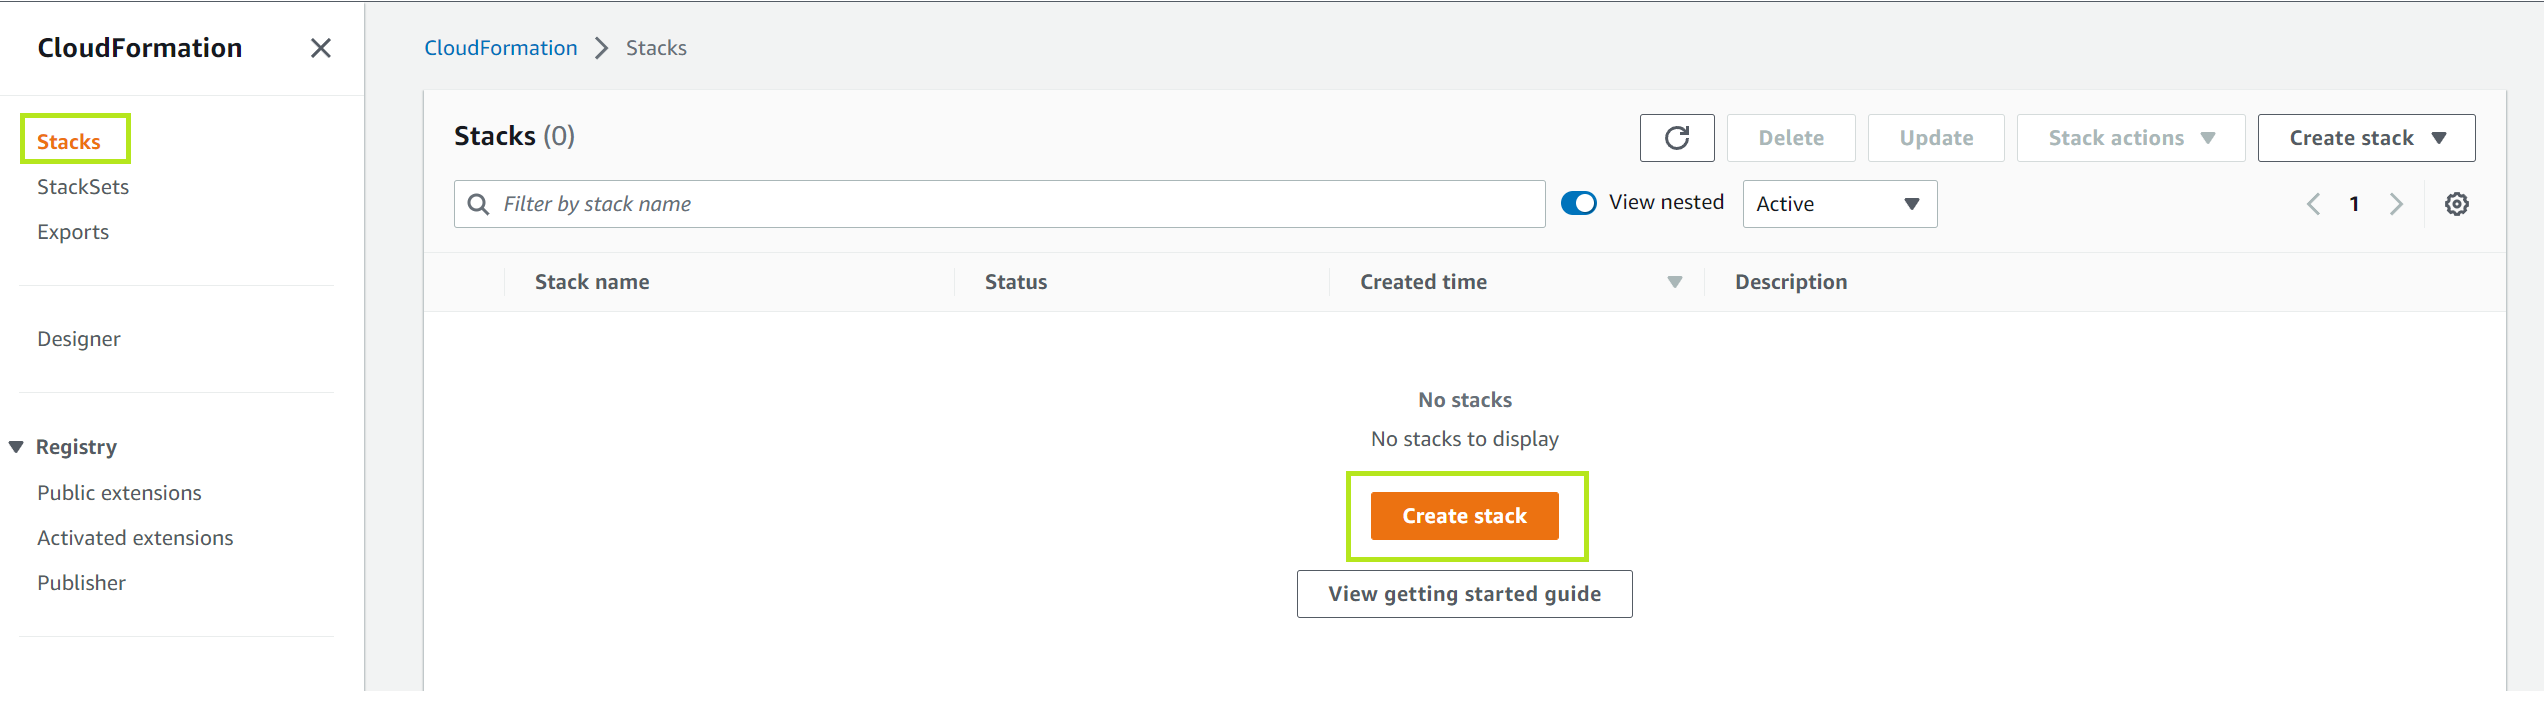 CloudFormation
Stacks
StackSets
Exports
Designer
Registry
Public extensions
Activated extensions
Publisher
CloudFormation Stacks
Stacks (0)
Delete Update Stack actions Create stack
Filter by stack name View nested Active 1
Stack name Status Created time Description
No stacks
No stacks to display
Create stack
View getting started guide